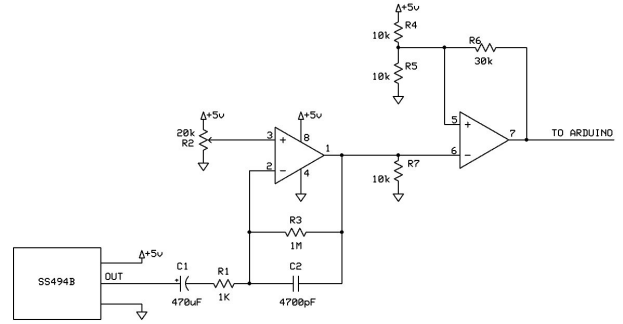 +5v
R4
10k
R6
30k
10k
R5
5
+
7
TO ARDUINO
6
−
+5v
+5v
20k
R2
3
+
8
1
2
−
4
R7
10k
R3
1M
+5v
SS494B
OUT
C1
+
470uF
R1
1K
C2
4700pF